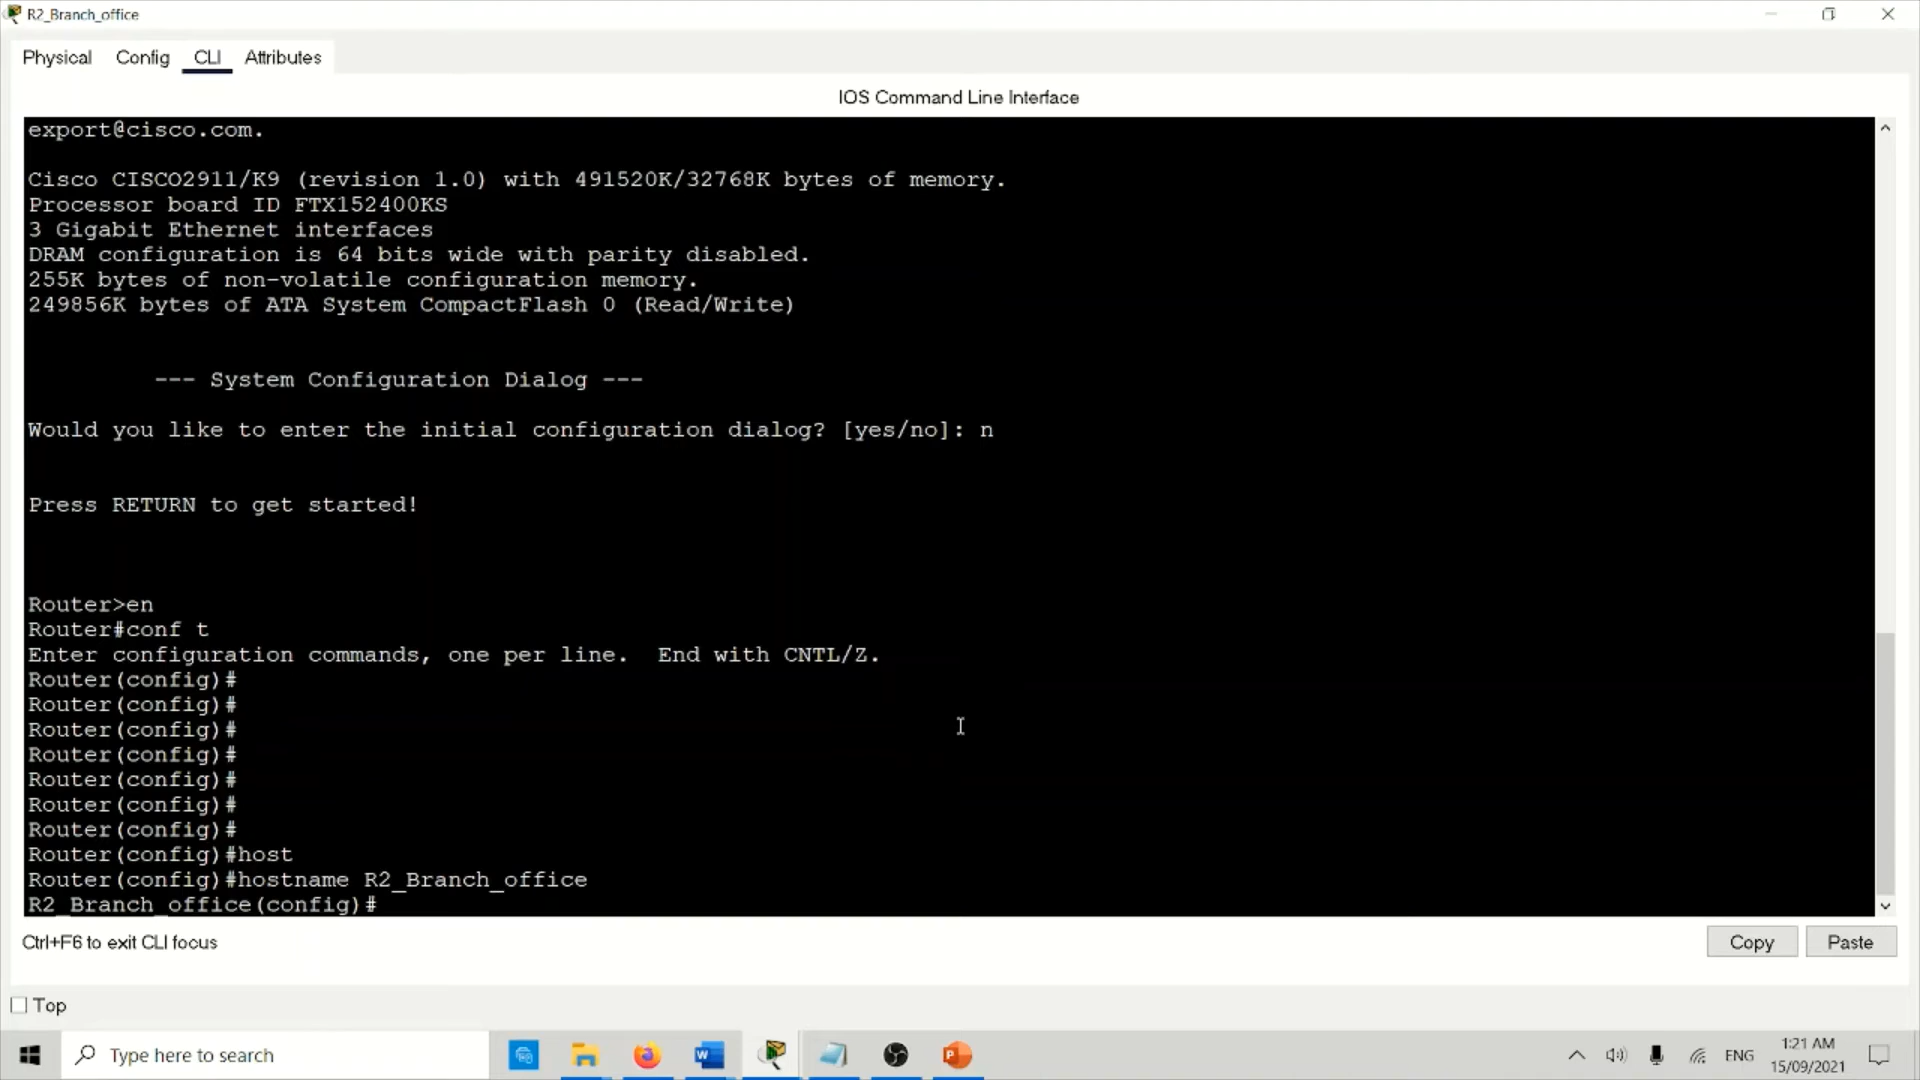 R2_Branch_office
Physical Config CLI Attributes
IOS Command Line Interface
export@cisco.com.
Cisco CISCO2911/K9 (revision 1.0) with 491520K/32768K bytes of memory.
Processor board ID FTX152400KS
3 Gigabit Ethernet interfaces
DRAM configuration is 64 bits wide with parity disabled.
255K bytes of non-volatile configuration memory.
249856K bytes of ATA System CompactFlash 0 (Read/Write)
--- System Configuration Dialog ---
Would you like to enter the initial configuration dialog? [yes/no]: n
Press RETURN to get started!
Router>en
Router#conf t
Enter configuration commands, one per line.  End with CNTL/Z.
Router(config)#
Router(config)#
Router(config)#
Router(config)#
Router(config)#
Router(config)#
Router(config)#
Router(config)#host
Router(config)#hostname R2_Branch_office
R2_Branch_office(config)#
Ctrl+F6 to exit CLI focus
Copy Paste
Top
Type here to search
ENG
1:21 AM
15/09/2021